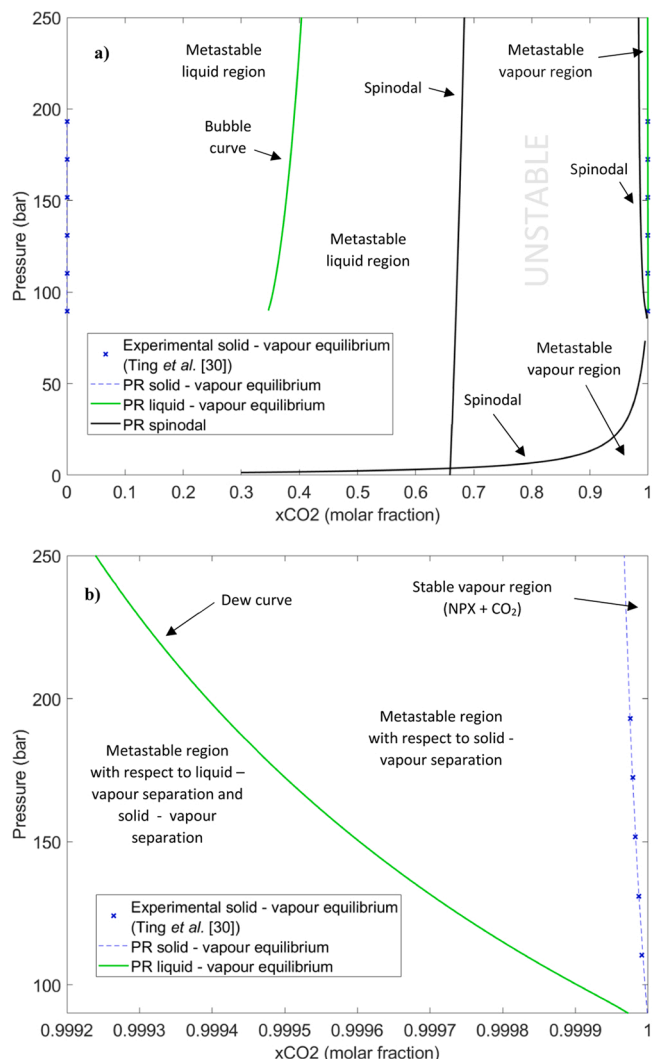 a)
Metastable
liquid region
Bubble
curve
Spinodal
Metastable
vapour region
Spinodal
UNSTABLE
Metastable
liquid region
Metastable
vapour region
Spinodal
Experimental solid - vapour equilibrium
(Ting et al. [30])
PR solid - vapour equilibrium
PR liquid - vapour equilibrium
PR spinodal
Pressure (bar)
250
200
150
100
50
0
0 0.1 0.2 0.3 0.4 0.5 0.6 0.7 0.8 0.9 1
xCO2 (molar fraction)
b)
Dew curve
Stable vapour region
(NPX + CO₂)
Metastable region
with respect to solid -
vapour separation
Metastable region
with respect to liquid –
vapour separation and
solid - vapour
separation
Experimental solid - vapour equilibrium
(Ting et al. [30])
PR solid - vapour equilibrium
PR liquid - vapour equilibrium
Pressure (bar)
250
200
150
100
0.9992 0.9993 0.9994 0.9995 0.9996 0.9997 0.9998 0.9999 1
xCO2 (molar fraction)